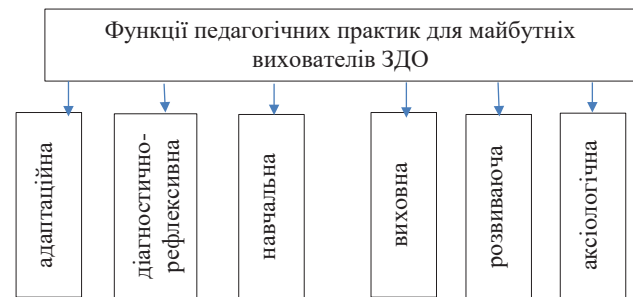 Функції педагогічних практик для майбутніх
вихователів ЗДО
адаптаційна
діагностично-
рефлексивна
навчальна
виховна
розвиваюча
аксіологічна